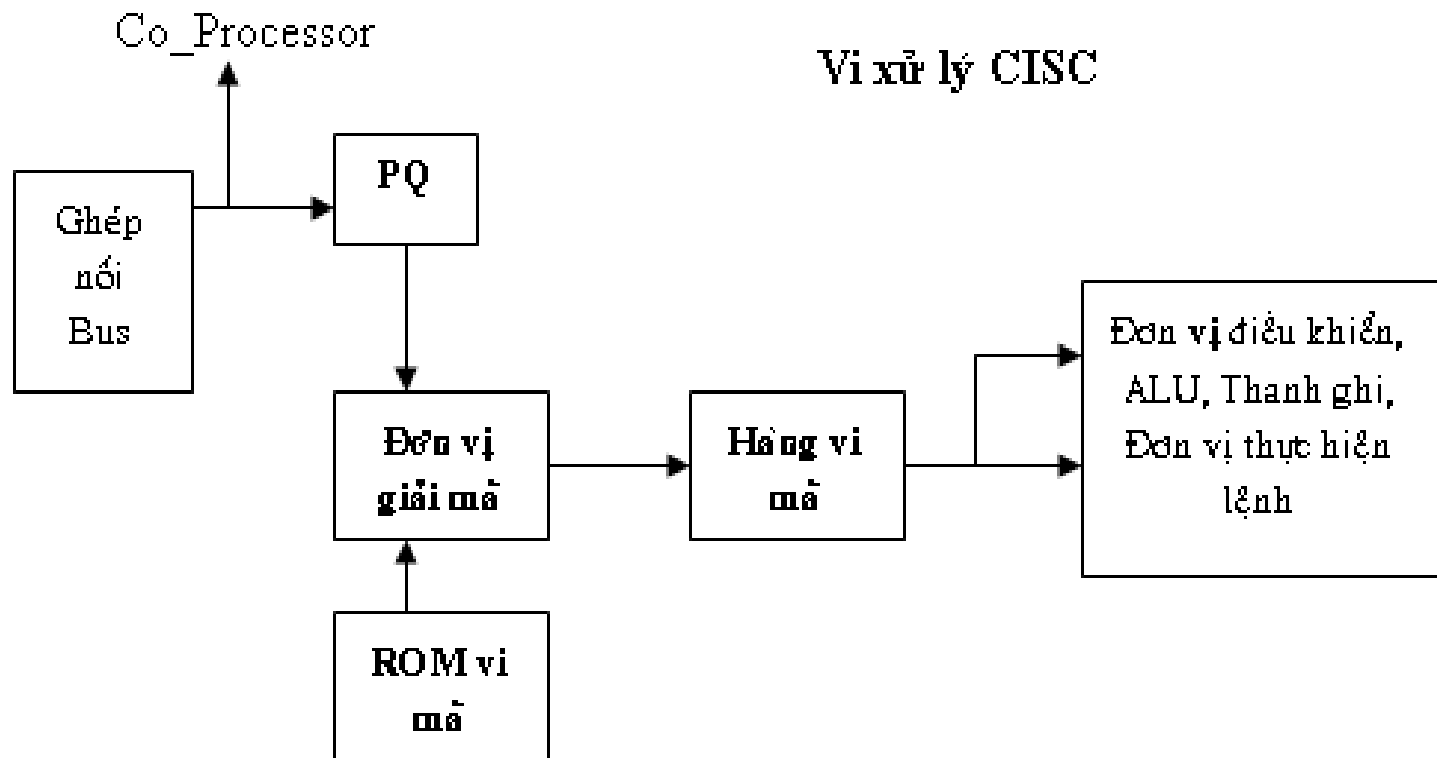 Co_Processor
Vi xử lý CISC
PQ
Ghép
nối
Bus
Đơn vị điều khiển,
ALU, Thanh ghi,
Đơn vị thực hiện
lệnh
Đơn vị
giải mã
Hàng vi
mã
ROM vi
mã